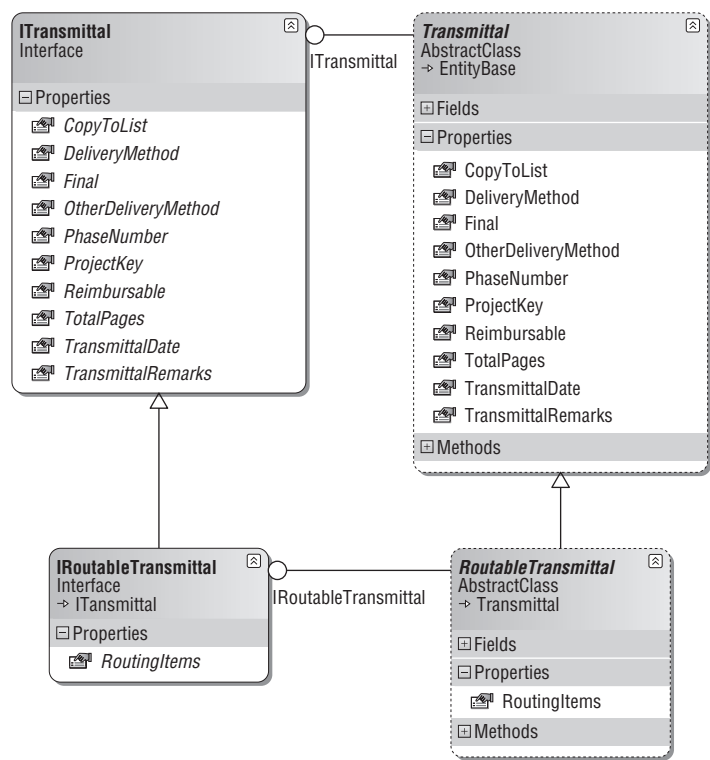 ITransmittal
Interface
Properties
CopyToList
DeliveryMethod
Final
OtherDeliveryMethod
PhaseNumber
ProjectKey
Reimbursable
TotalPages
TransmittalDate
TransmittalRemarks
ITransmittal
Transmittal
AbstractClass
→ EntityBase
Fields
Properties
CopyToList
DeliveryMethod
Final
OtherDeliveryMethod
PhaseNumber
ProjectKey
Reimbursable
TotalPages
TransmittalDate
TransmittalRemarks
Methods
IRoutableTransmittal
Interface
→ ITansmittal
Properties
RoutingItems
IRoutableTransmittal
RoutableTransmittal
AbstractClass
→ Transmittal
Fields
Properties
RoutingItems
Methods